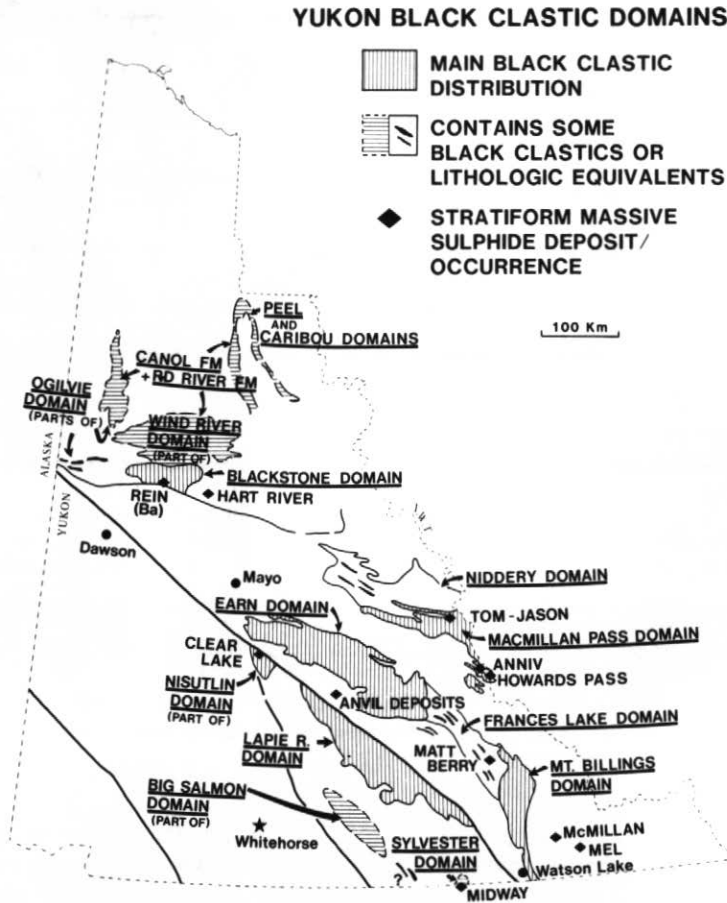 YUKON BLACK CLASTIC DOMAINS
MAIN BLACK CLASTIC
DISTRIBUTION
CONTAINS SOME
BLACK CLASTICS OR
LITHOLOGIC EQUIVALENTS
STRATIFORM MASSIVE
SULPHIDE DEPOSIT/
OCCURRENCE
100 Km
PEEL
AND
CARIBOU DOMAINS
CANOL FM
+ RD RIVER FM
OGILVIE
DOMAIN
(PARTS OF)
WIND RIVER
DOMAIN
(PART OF)
BLACKSTONE DOMAIN
ALASKA
YUKON
REIN
(Ba)
HART RIVER
Dawson
Mayo
NIDDERY DOMAIN
EARN DOMAIN
TOM-JASON
MACMILLAN PASS DOMAIN
CLEAR
LAKE
ANNIV
HOWARDS PASS
NISUTLIN
DOMAIN
(PART OF)
ANVIL DEPOSITS
FRANCES LAKE DOMAIN
LAPIE R.
DOMAIN
MATT
BERRY
MT. BILLINGS
DOMAIN
BIG SALMON
DOMAIN
(PART OF)
Whitehorse
McMILLAN
MEL
SYLVESTER
DOMAIN
Watson Lake
?
MIDWAY